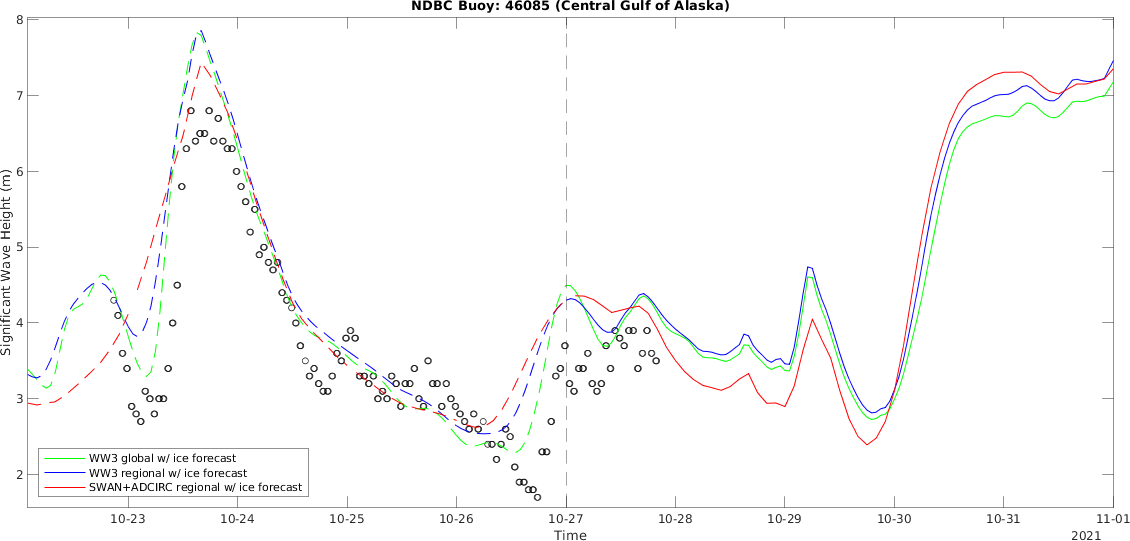 NDBC Buoy: 46085 (Central Gulf of Alaska)
Significant Wave Height (m)
8
7
6
5
4
3
2
WW3 global w/ ice forecast
WW3 regional w/ ice forecast
SWAN+ADCIRC regional w/ ice forecast
10-23 10-24 10-25 10-26 10-27 10-28 10-29 10-30 10-31 11-01
Time
2021